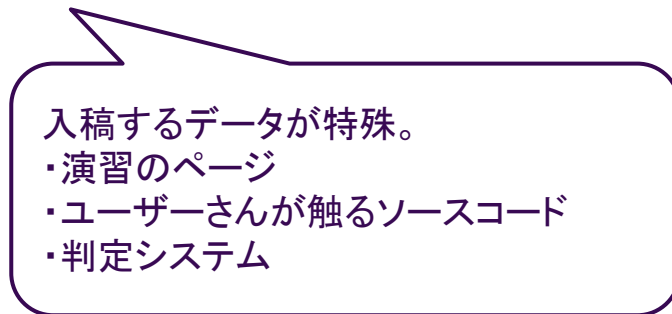 入稿するデータが特殊。
・演習のページ
・ユーザーさんが触るソースコード
・判定システム